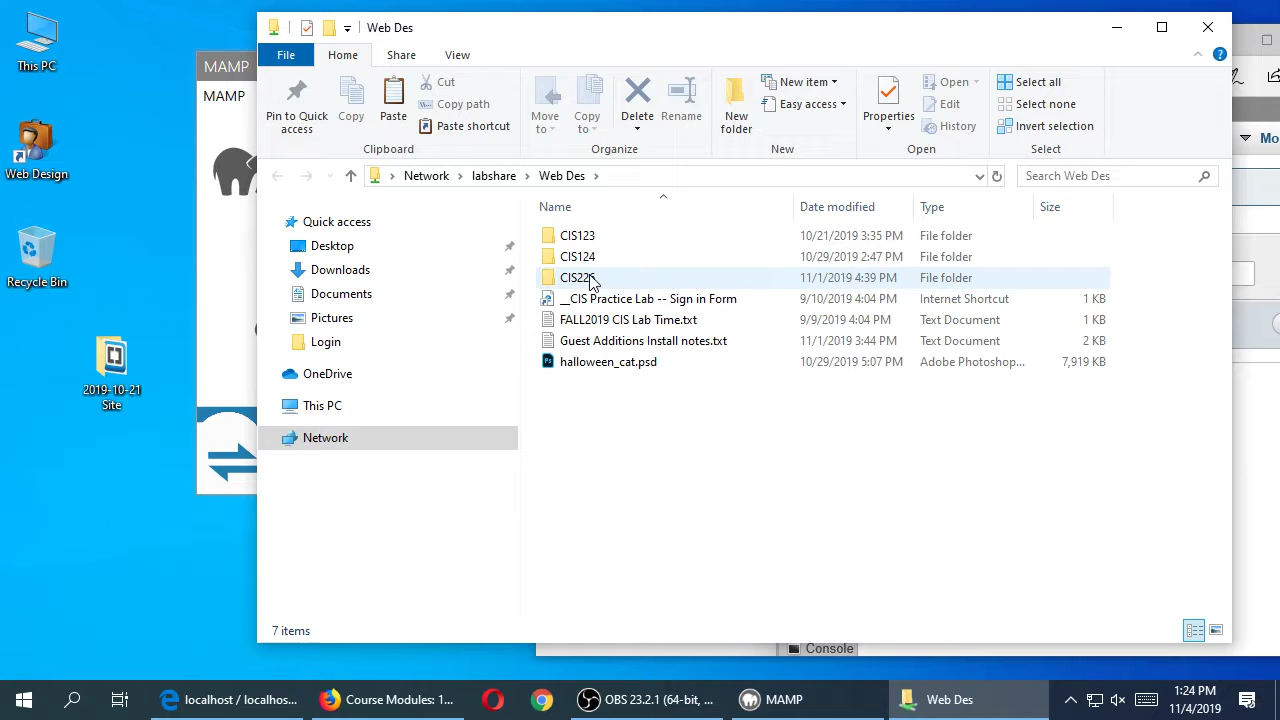 This PC
Web Design
Recycle Bin
2019-10-21
Site
MAMP
MAMP
Web Des
File
Home
Share
View
Pin to Quick
access
Copy
Paste
Cut
Copy path
Paste shortcut
Clipboard
Move
to
Copy
to
Delete
Rename
Organize
New
folder
New item
Easy access
New
Properties
Open
Edit
History
Open
Select all
Select none
Invert selection
Select
Network
labshare
Web Des
Search Web Des
Quick access
Desktop
Downloads
Documents
Pictures
Login
OneDrive
This PC
Network
Name Date modified Type Size
CIS123 10/21/2019 3:35 PM File folder
CIS124 10/29/2019 2:47 PM File folder
11/1/2019 4:39 PM File folder
__CIS Practice Lab -- Sign in Form 9/10/2019 4:04 PM Internet Shortcut 1 KB
FALL2019 CIS Lab Time.txt 9/9/2019 4:04 PM Text Document 1 KB
Guest Additions Install notes.txt 11/1/2019 3:44 PM Text Document 2 KB
halloween_cat.psd 10/29/2019 5:07 PM Adobe Photoshop... 7,919 KB
7 items
Mo
Console
localhost / localhos...
Course Modules: 1...
OBS 23.2.1 (64-bit, ...
MAMP
Web Des
1:24 PM
11/4/2019